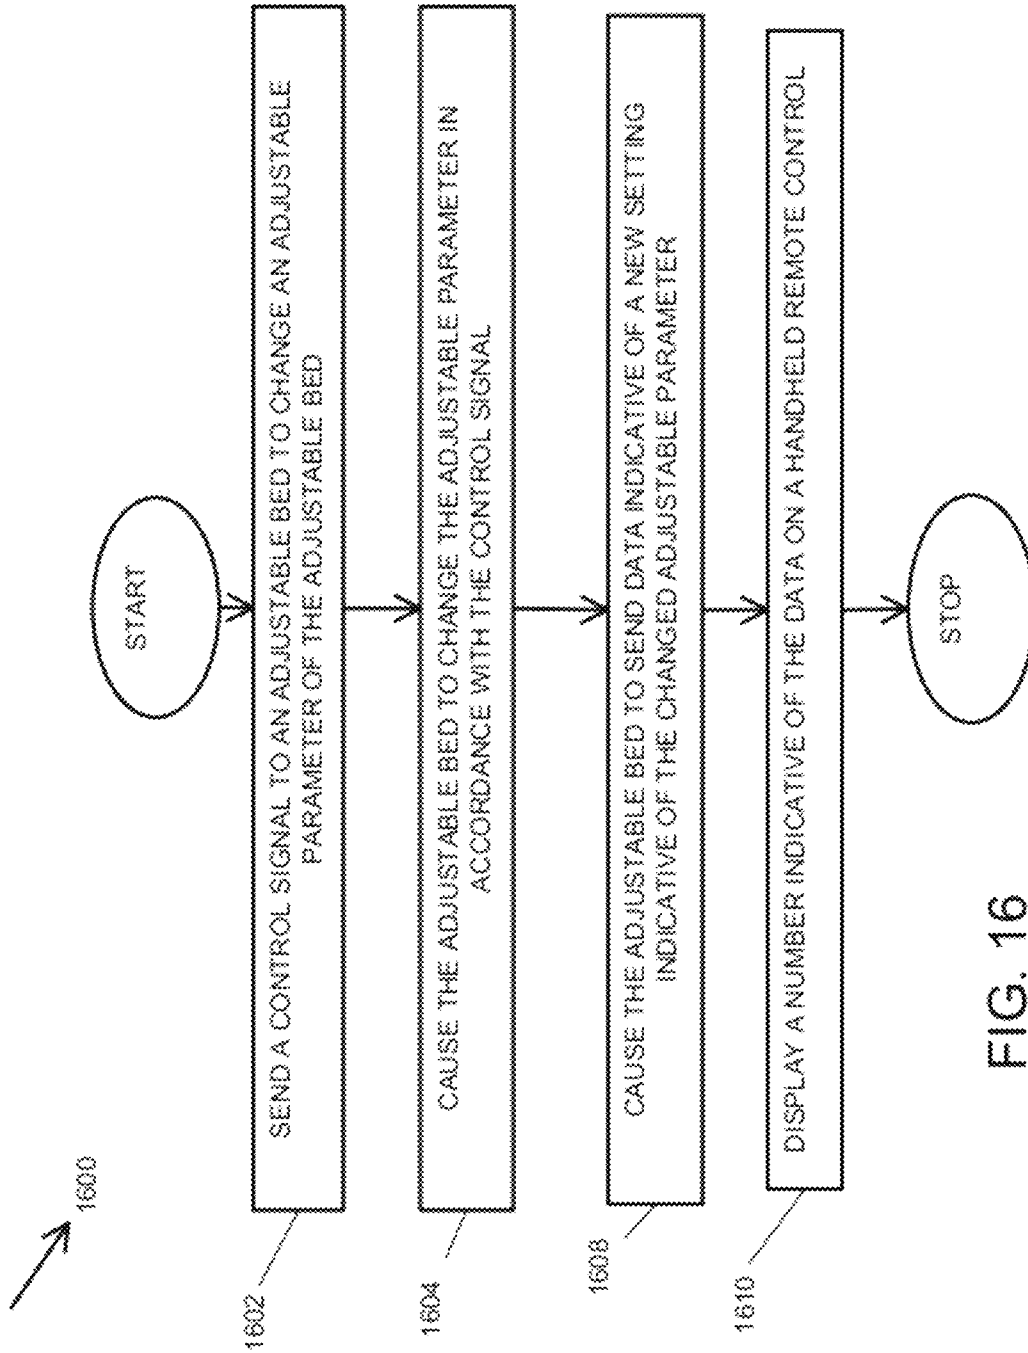 1600
START
1602
SEND A CONTROL SIGNAL TO AN ADJUSTABLE BED TO CHANGE AN ADJUSTABLE
PARAMETER OF THE ADJUSTABLE BED
1604
CAUSE THE ADJUSTABLE BED TO CHANGE THE ADJUSTABLE PARAMETER IN
ACCORDANCE WITH THE CONTROL SIGNAL
1608
CAUSE THE ADJUSTABLE BED TO SEND DATA INDICATIVE OF A NEW SETTING
INDICATIVE OF THE CHANGED ADJUSTABLE PARAMETER
1610
DISPLAY A NUMBER INDICATIVE OF THE DATA ON A HANDHELD REMOTE CONTROL
STOP
FIG. 16